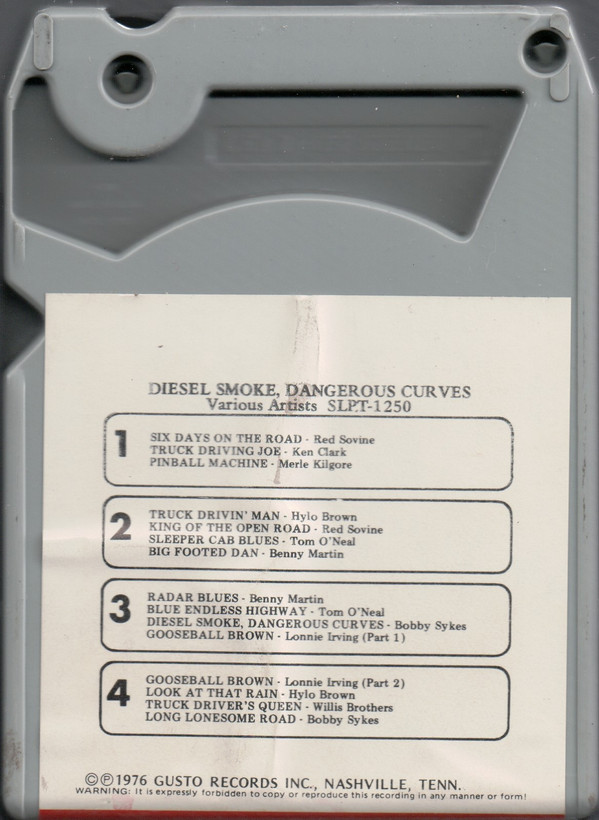 DIESEL SMOKE, DANGEROUS CURVES
Various Artists SLPT-1250
1
SIX DAYS ON THE ROAD - Red Sovine
TRUCK DRIVING JOE - Ken Clark
PINBALL MACHINE - Merle Kilgore
2
TRUCK DRIVIN' MAN - Hylo Brown
KING OF THE OPEN ROAD - Red Sovine
SLEEPER CAB BLUES - Tom O'Neal
BIG FOOTED DAN - Benny Martin
3
RADAR BLUES - Benny Martin
BLUE ENDLESS HIGHWAY - Tom O'Neal
DIESEL SMOKE, DANGEROUS CURVES - Bobby Sykes
GOOSEBALL BROWN - Lonnie Irving (Part 1)
4
GOOSEBALL BROWN - Lonnie Irving (Part 2)
LOOK AT THAT RAIN - Hylo Brown
TRUCK DRIVER'S QUEEN - Willis Brothers
LONG LONESOME ROAD - Bobby Sykes
©℗1976 GUSTO RECORDS INC., NASHVILLE, TENN.
WARNING: It is expressly forbidden to copy or reproduce this recording in any manner or form!